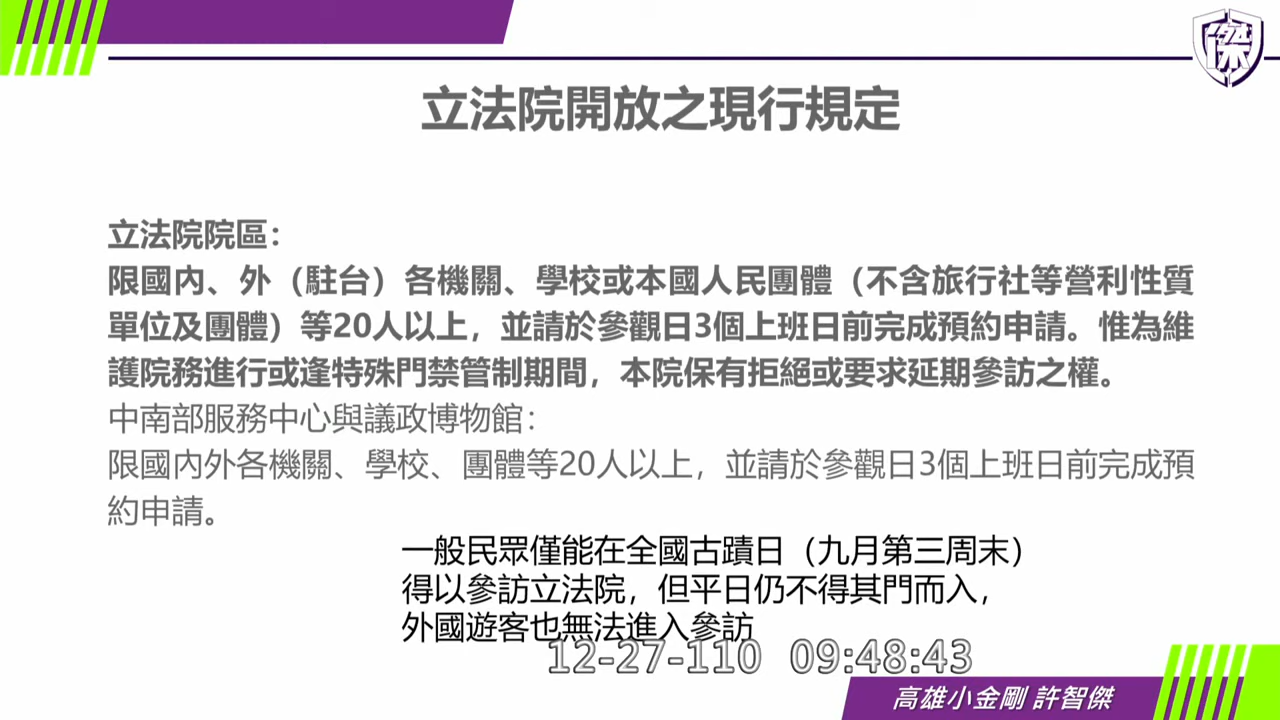 傑
立法院開放之現行規定
立法院院區：
限國內、外（駐台）各機關、學校或本國人民團體（不含旅行社等營利性質
單位及團體）等20人以上，並請於參觀日3個上班日前完成預約申請。惟為維
護院務進行或逢特殊門禁管制期間，本院保有拒絕或要求延期參訪之權。
中南部服務中心與議政博物館：
限國內外各機關、學校、團體等20人以上，並請於參觀日3個上班日前完成預
約申請。
一般民眾僅能在全國古蹟日（九月第三周末）
得以參訪立法院，但平日仍不得其門而入，
外國遊客也無法進入參訪
12-27-110 09:48:43
高雄小金剛 許智傑